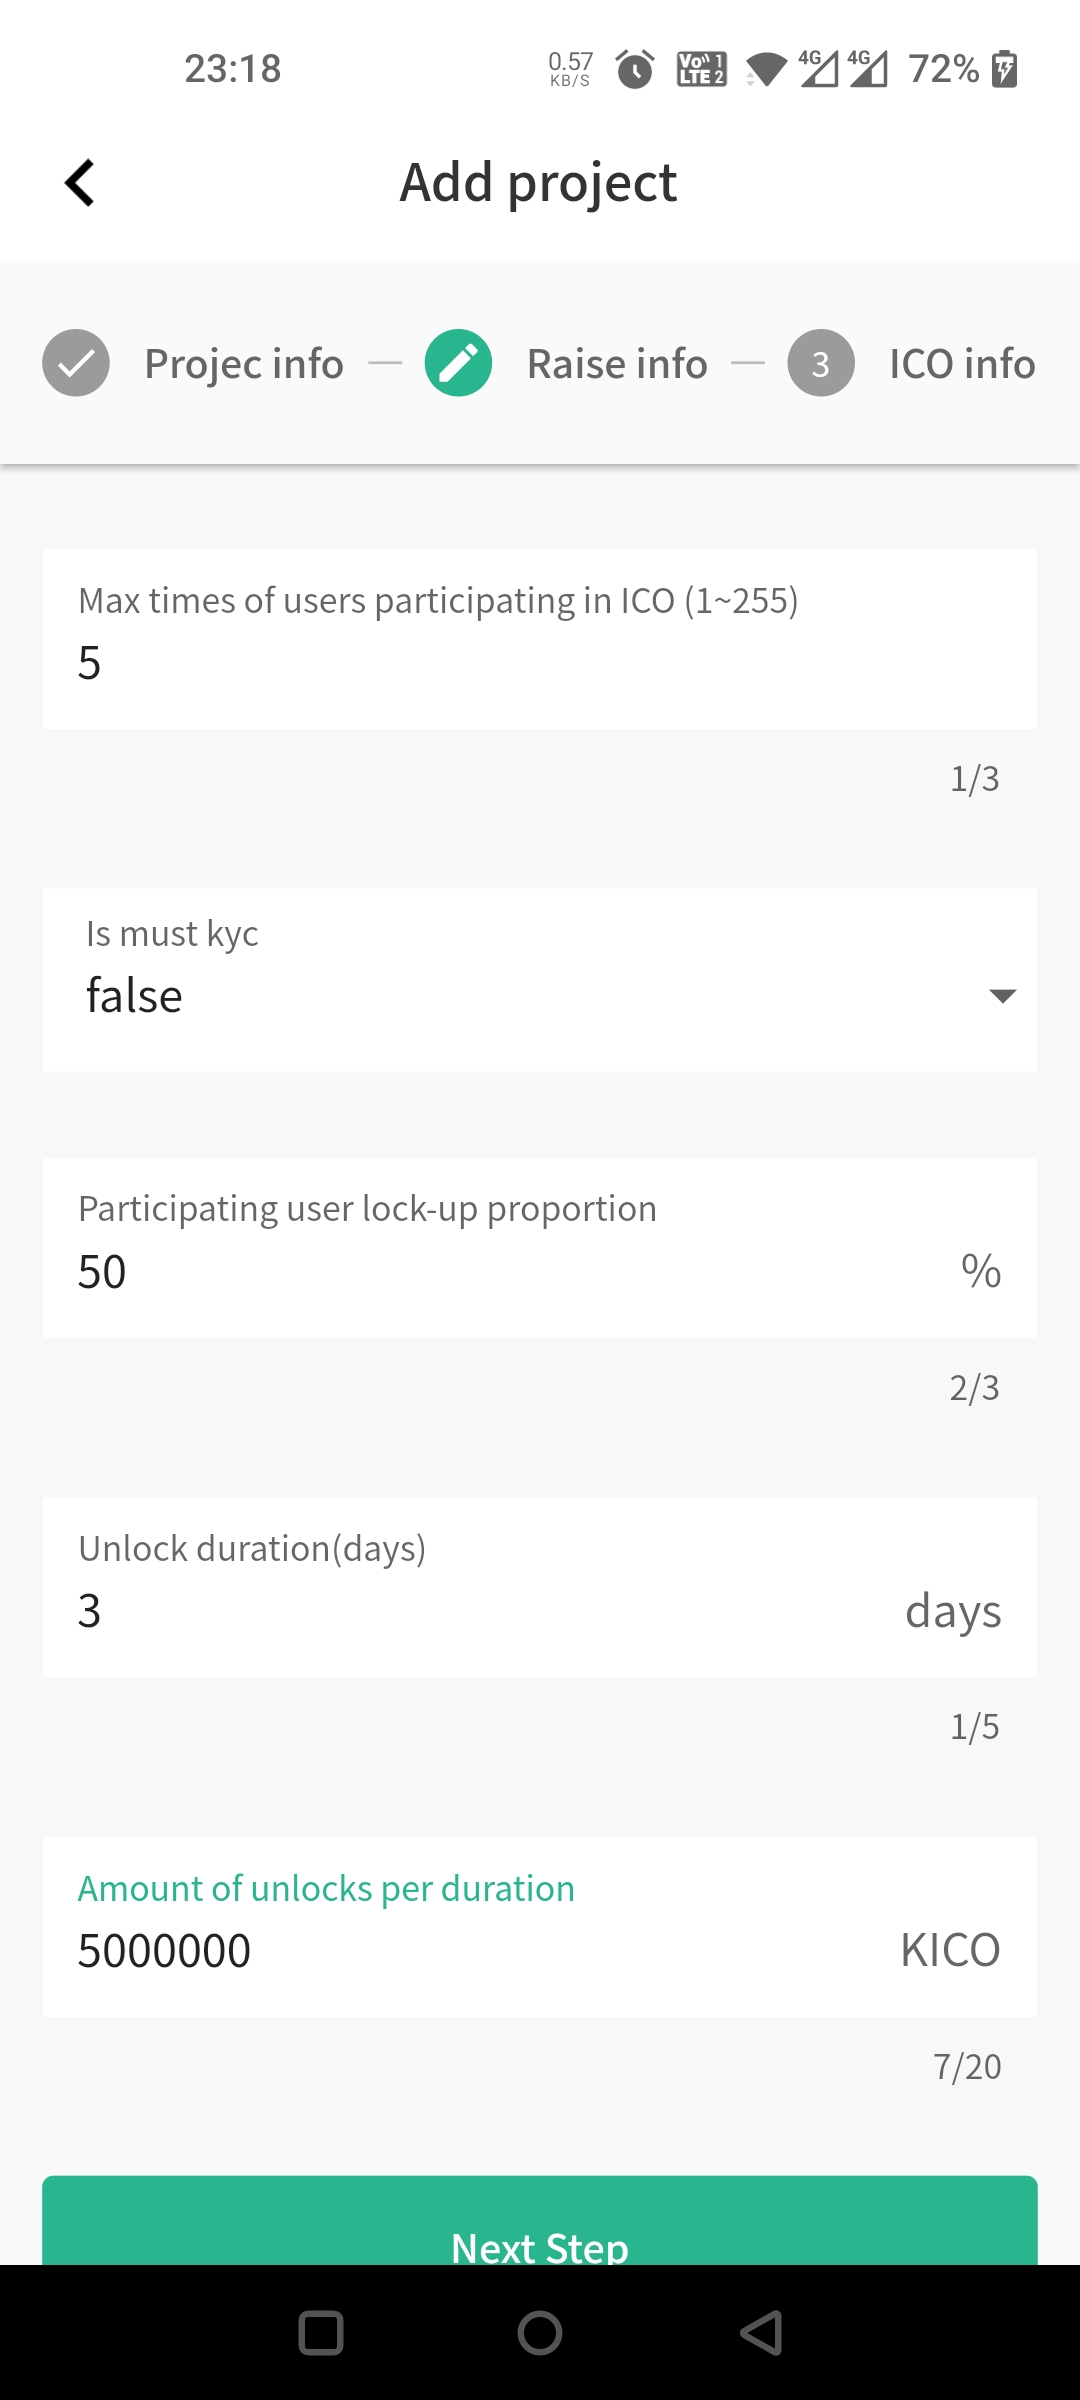 23:18 0.57 KB/S Vo LTE 1 2 4G 4G 72%
Add project
Projec info — Raise info — 3 ICO info
Max times of users participating in ICO (1~255)
5
1/3
Is must kyc
false
Participating user lock-up proportion
50 %
2/3
Unlock duration(days)
3 days
1/5
Amount of unlocks per duration
5000000 KICO
7/20
Next Step